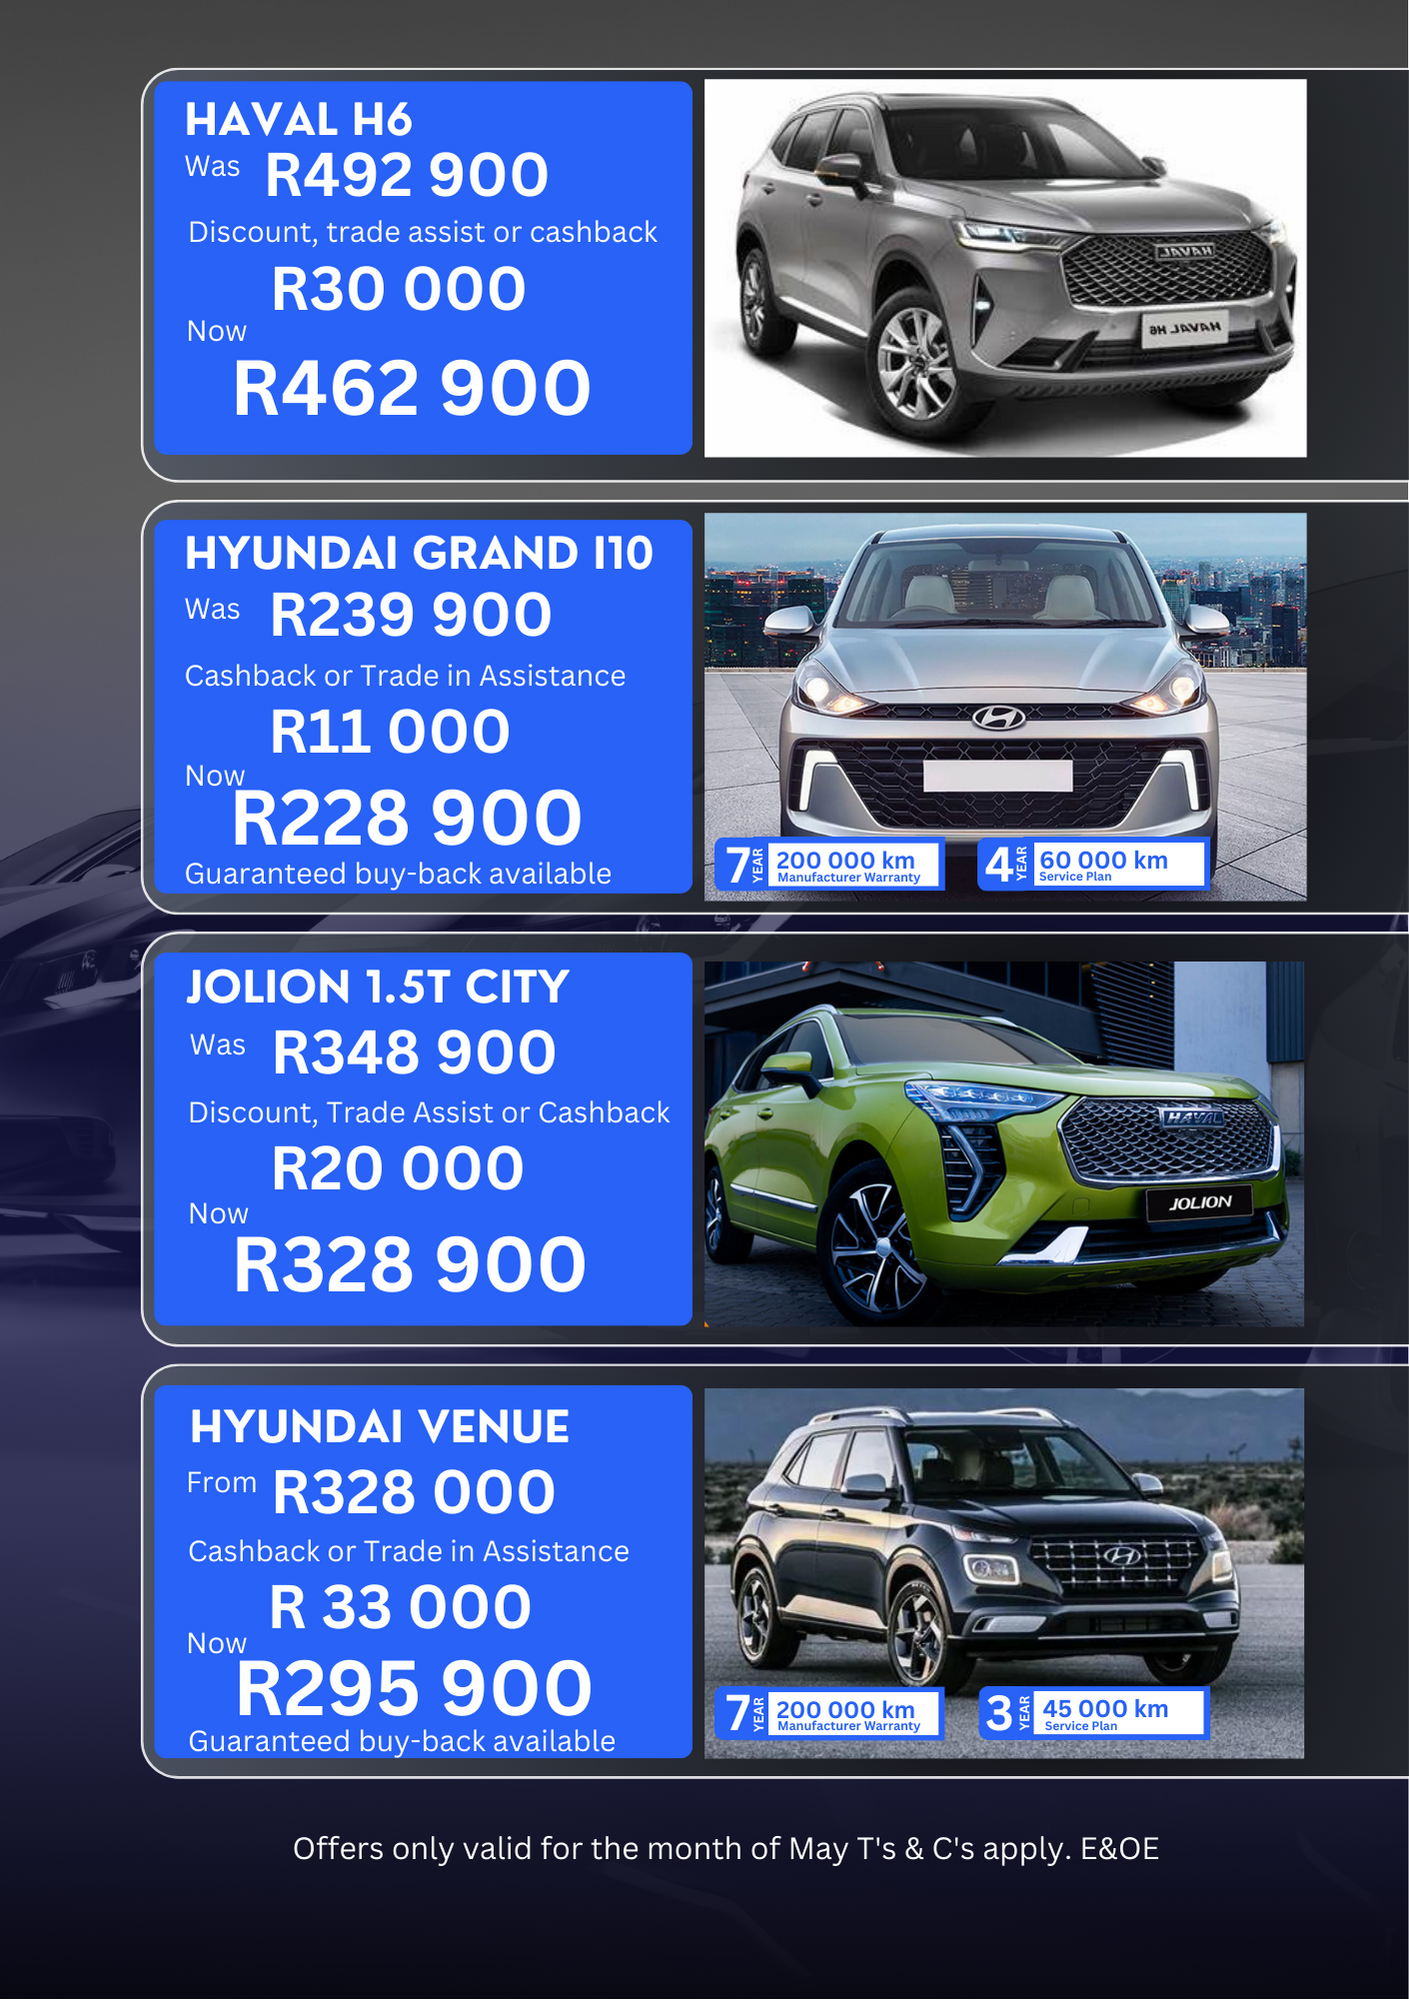 HAVAL H6
Was R492 900
Discount, trade assist or cashback
R30 000
Now
R462 900
HAVAL
HAVAL H6
HYUNDAI GRAND I10
Was R239 900
Cashback or Trade in Assistance
R11 000
Now
R228 900
Guaranteed buy-back available
7 YEAR 200 000 km
Manufacturer Warranty
4 YEAR 60 000 km
Service Plan
JOLION 1.5T CITY
Was R348 900
Discount, Trade Assist or Cashback
R20 000
Now
R328 900
HAVAL
JOLION
HYUNDAI VENUE
From R328 000
Cashback or Trade in Assistance
R 33 000
Now
R295 900
Guaranteed buy-back available
7 YEAR 200 000 km
Manufacturer Warranty
3 YEAR 45 000 km
Service Plan
Offers only valid for the month of May T's & C's apply. E&OE